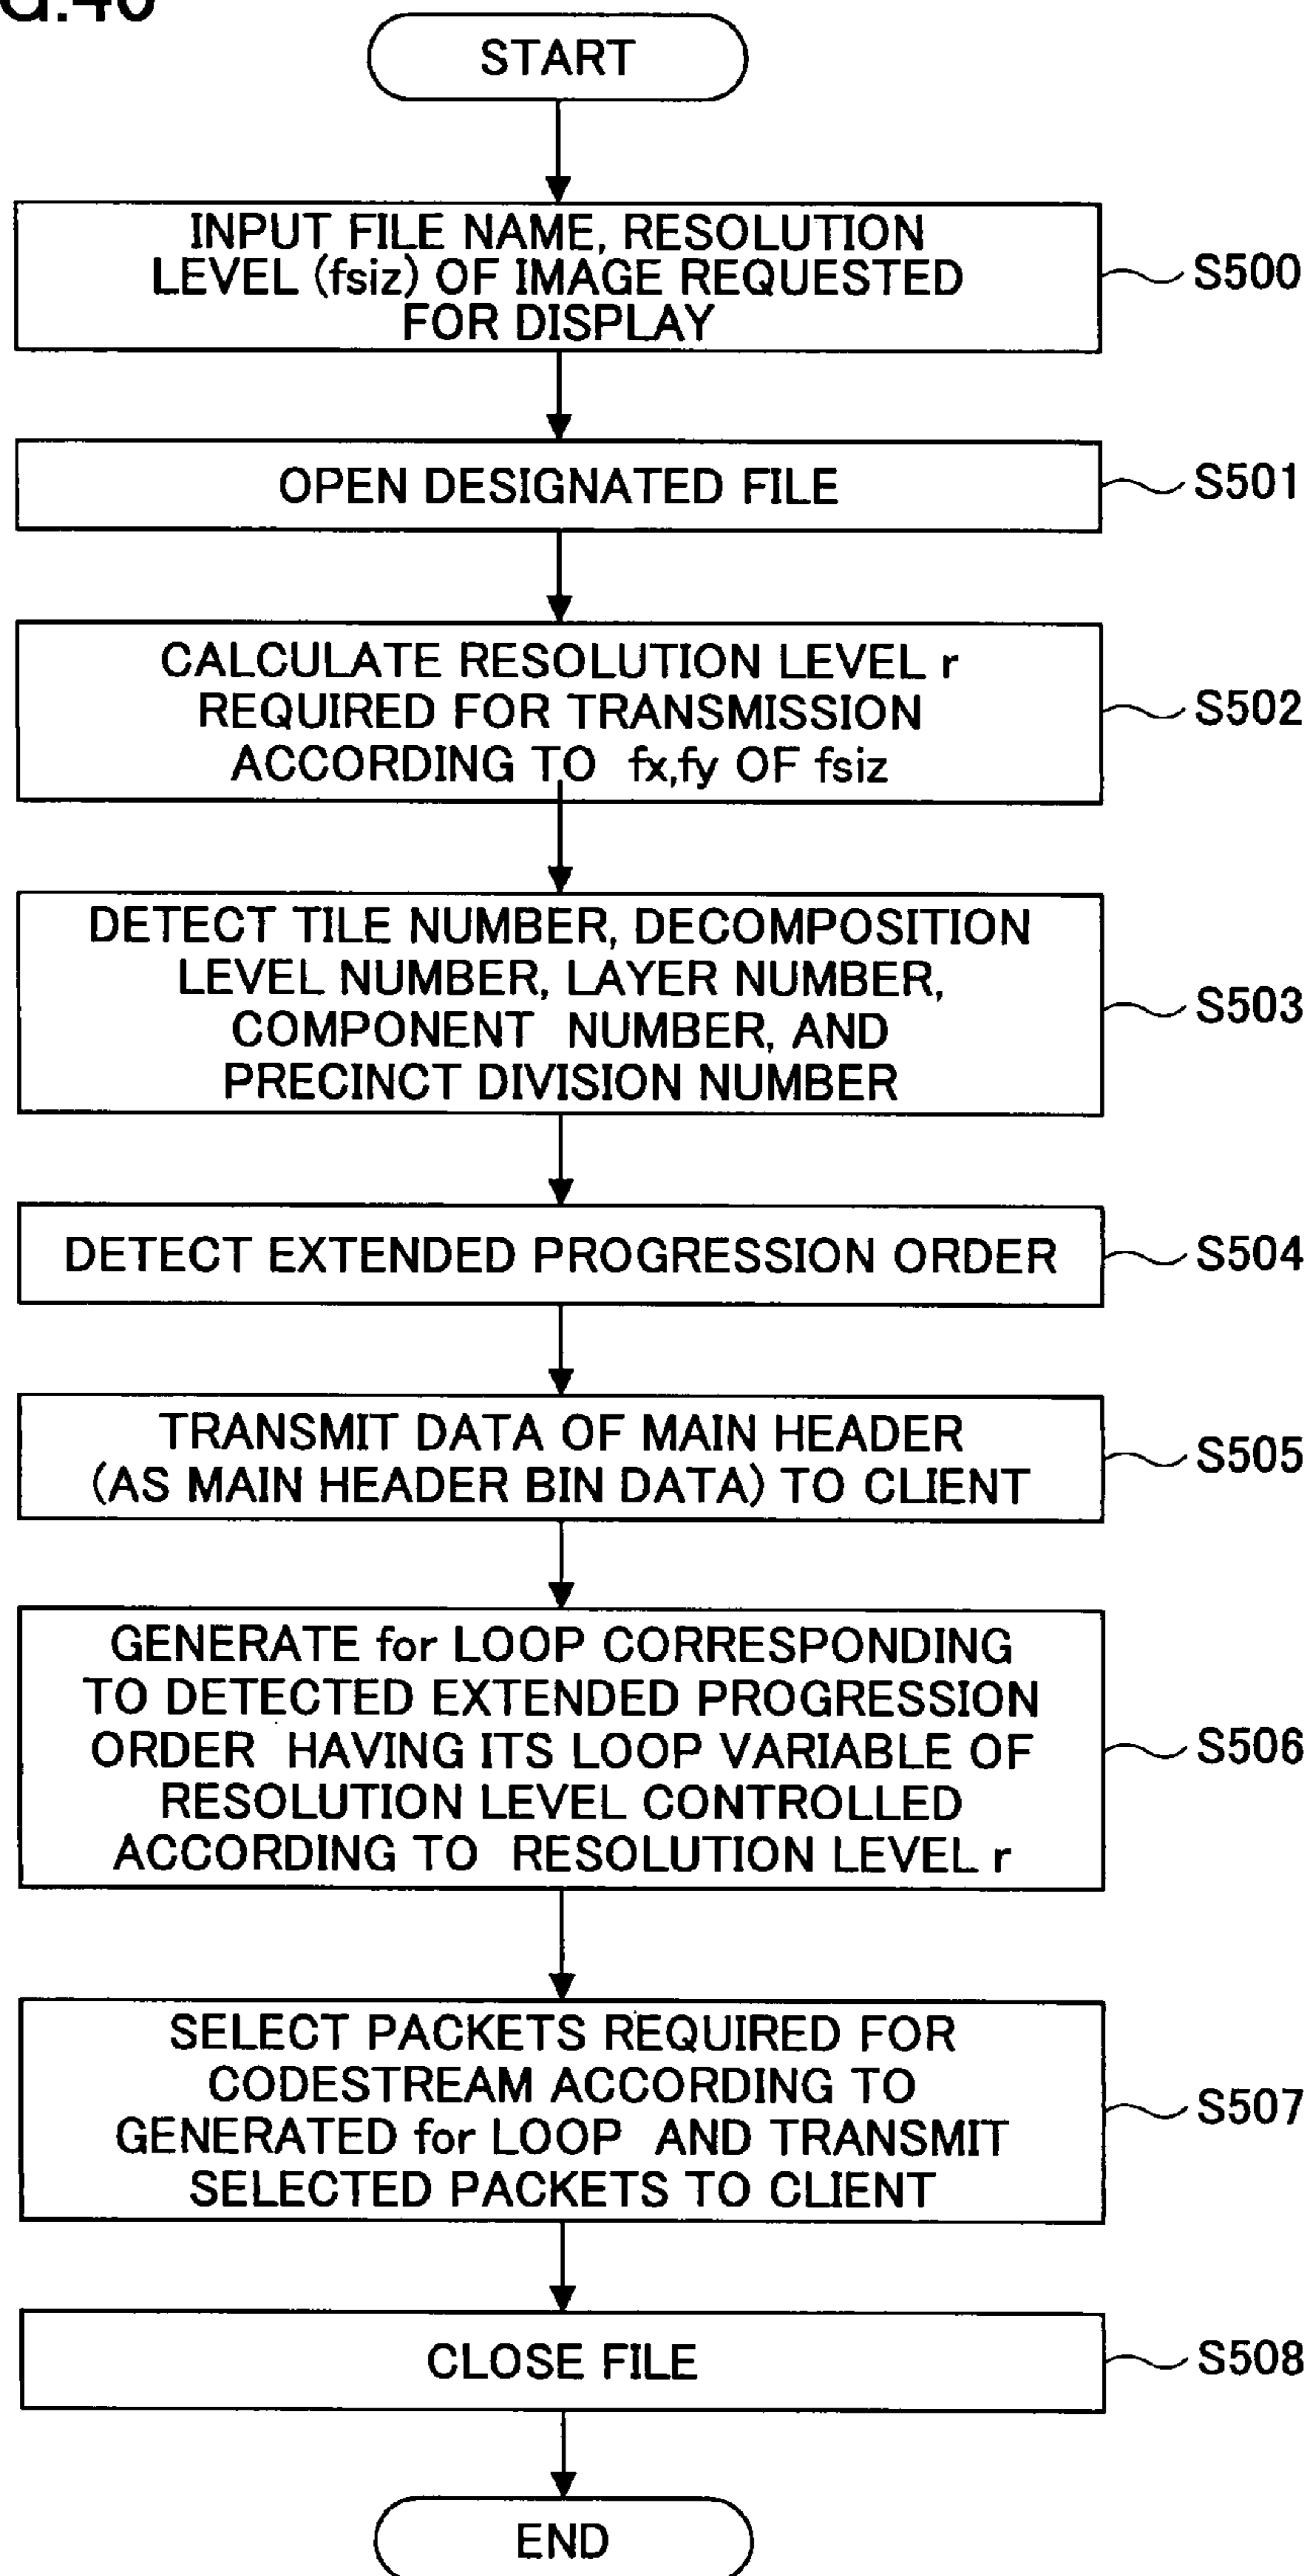 START
INPUT FILE NAME, RESOLUTION
LEVEL (fsiz) OF IMAGE REQUESTED
FOR DISPLAY
S500
OPEN DESIGNATED FILE
S501
CALCULATE RESOLUTION LEVEL r
REQUIRED FOR TRANSMISSION
ACCORDING TO fx,fy OF fsiz
S502
DETECT TILE NUMBER, DECOMPOSITION
LEVEL NUMBER, LAYER NUMBER,
COMPONENT NUMBER, AND
PRECINCT DIVISION NUMBER
S503
DETECT EXTENDED PROGRESSION ORDER
S504
TRANSMIT DATA OF MAIN HEADER
(AS MAIN HEADER BIN DATA) TO CLIENT
S505
GENERATE for LOOP CORRESPONDING
TO DETECTED EXTENDED PROGRESSION
ORDER HAVING ITS LOOP VARIABLE OF
RESOLUTION LEVEL CONTROLLED
ACCORDING TO RESOLUTION LEVEL r
S506
SELECT PACKETS REQUIRED FOR
CODESTREAM ACCORDING TO
GENERATED for LOOP AND TRANSMIT
SELECTED PACKETS TO CLIENT
S507
CLOSE FILE
S508
END